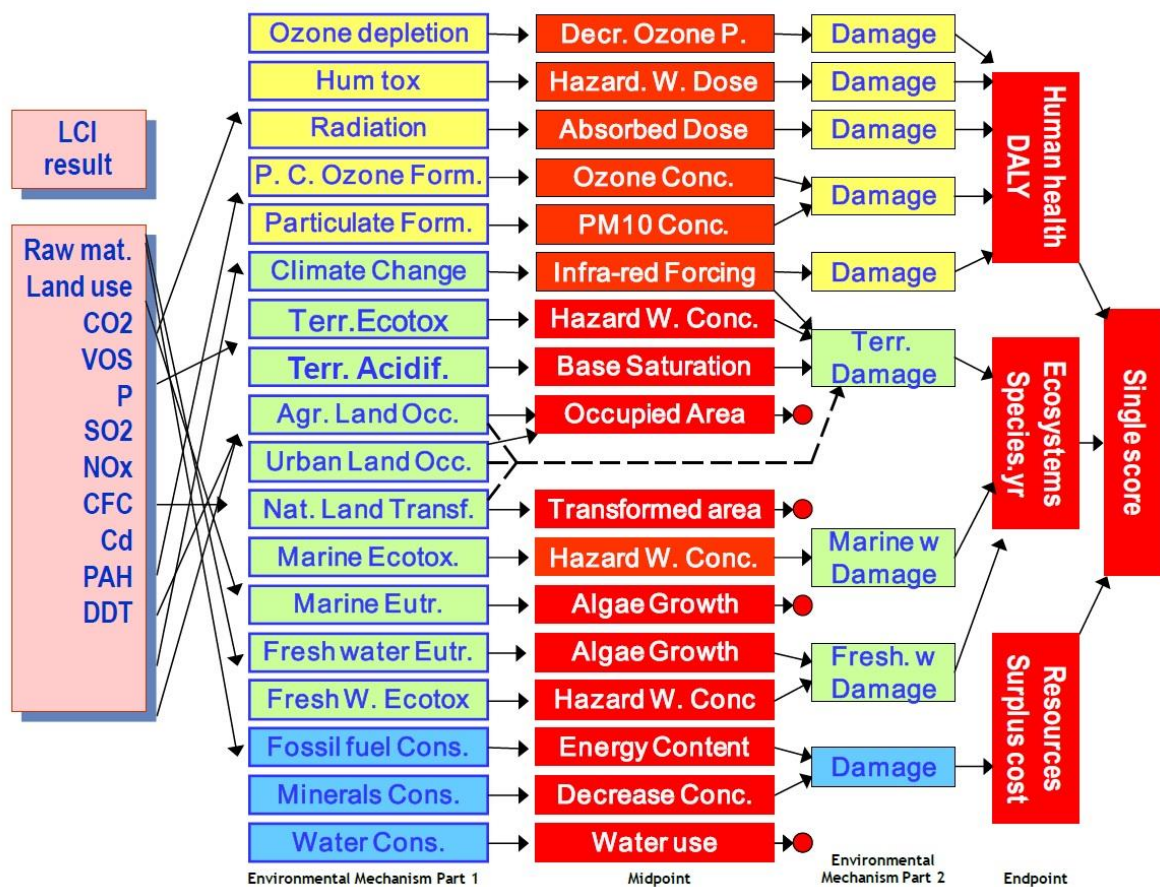 LCI
result
Raw mat.
Land use
CO2
VOS
P
SO2
NOx
CFC
Cd
PAH
DDT
Ozone depletion
Hum tox
Radiation
P. C. Ozone Form.
Particulate Form.
Climate Change
Terr.Ecotox
Terr. Acidif.
Agr. Land Occ.
Urban Land Occ.
Nat. Land Transf.
Marine Ecotox.
Marine Eutr.
Fresh water Eutr.
Fresh W. Ecotox
Fossil fuel Cons.
Minerals Cons.
Water Cons.
Environmental Mechanism Part 1
Decr. Ozone P.
Hazard. W. Dose
Absorbed Dose
Ozone Conc.
PM10 Conc.
Infra-red Forcing
Hazard W. Conc.
Base Saturation
Occupied Area
Transformed area
Hazard W. Conc.
Algae Growth
Algae Growth
Hazard W. Conc
Energy Content
Decrease Conc.
Water use
Midpoint
Damage
Damage
Damage
Damage
Damage
Terr.
Damage
Marine w
Damage
Fresh. w
Damage
Damage
Environmental
Mechanism Part 2
Human health
DALY
Ecosystems
Species.yr
Resources
Surplus cost
Endpoint
Single score